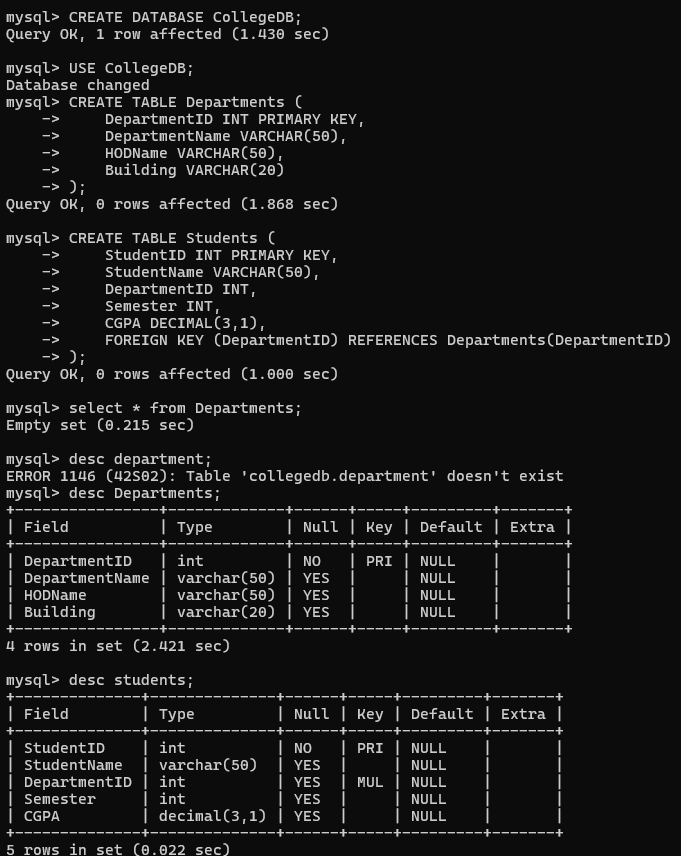 mysql> CREATE DATABASE CollegeDB;
Query OK, 1 row affected (1.430 sec)

mysql> USE CollegeDB;
Database changed
mysql> CREATE TABLE Departments (
    ->     DepartmentID INT PRIMARY KEY,
    ->     DepartmentName VARCHAR(50),
    ->     HODName VARCHAR(50),
    ->     Building VARCHAR(20)
    -> );
Query OK, 0 rows affected (1.868 sec)

mysql> CREATE TABLE Students (
    ->     StudentID INT PRIMARY KEY,
    ->     StudentName VARCHAR(50),
    ->     DepartmentID INT,
    ->     Semester INT,
    ->     CGPA DECIMAL(3,1),
    ->     FOREIGN KEY (DepartmentID) REFERENCES Departments(DepartmentID)
    -> );
Query OK, 0 rows affected (1.000 sec)

mysql> select * from Departments;
Empty set (0.215 sec)

mysql> desc department;
ERROR 1146 (42S02): Table 'collegedb.department' doesn't exist
mysql> desc Departments;
+----------------+-------------+------+-----+---------+-------+
| Field          | Type        | Null | Key | Default | Extra |
+----------------+-------------+------+-----+---------+-------+
| DepartmentID   | int         | NO   | PRI | NULL    |       |
| DepartmentName | varchar(50) | YES  |     | NULL    |       |
| HODName        | varchar(50) | YES  |     | NULL    |       |
| Building       | varchar(20) | YES  |     | NULL    |       |
+----------------+-------------+------+-----+---------+-------+
4 rows in set (2.421 sec)

mysql> desc students;
+--------------+--------------+------+-----+---------+-------+
| Field        | Type         | Null | Key | Default | Extra |
+--------------+--------------+------+-----+---------+-------+
| StudentID    | int          | NO   | PRI | NULL    |       |
| StudentName  | varchar(50)  | YES  |     | NULL    |       |
| DepartmentID | int          | YES  | MUL | NULL    |       |
| Semester     | int          | YES  |     | NULL    |       |
| CGPA         | decimal(3,1) | YES  |     | NULL    |       |
+--------------+--------------+------+-----+---------+-------+
5 rows in set (0.022 sec)